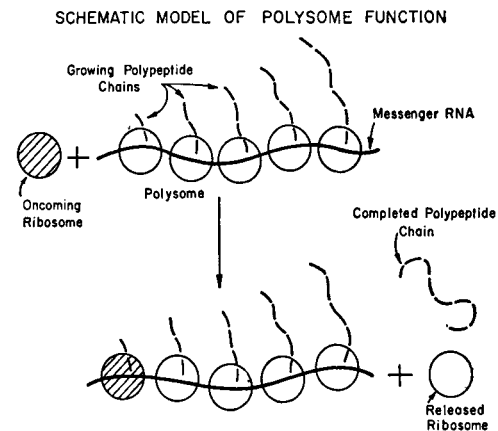 SCHEMATIC MODEL OF POLYSOME FUNCTION
Growing Polypeptide
Chains
Messenger RNA
+
Oncoming
Ribosome
Polysome
Completed Polypeptide
Chain
+
Released
Ribosome